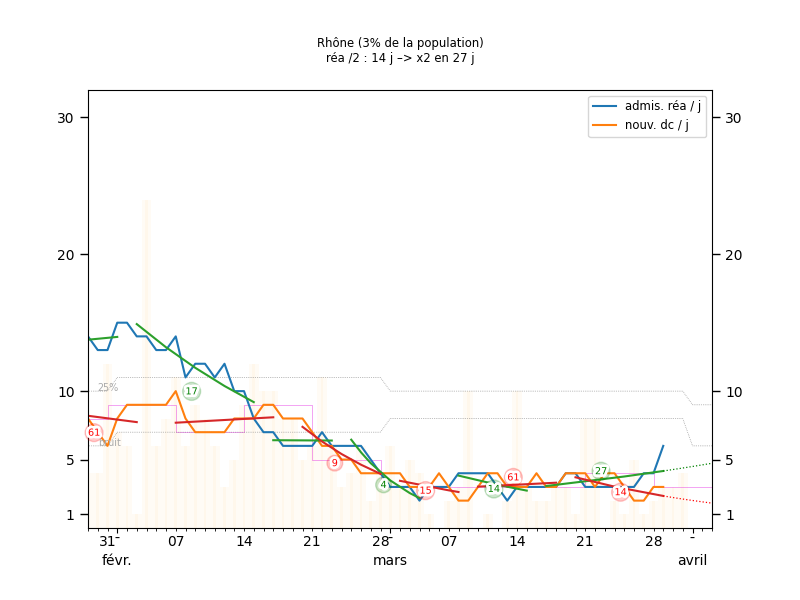 Rhône (3% de la population)
réa /2 : 14 j –> x2 en 27 j
admis. réa / j
nouv. dc / j
30 30
20 20
10 10
5 5
1 1
25%
bruit
61 17 9 4 15 14 61 27 14
31 07 14 21 28 07 14 21 28
févr. mars avril